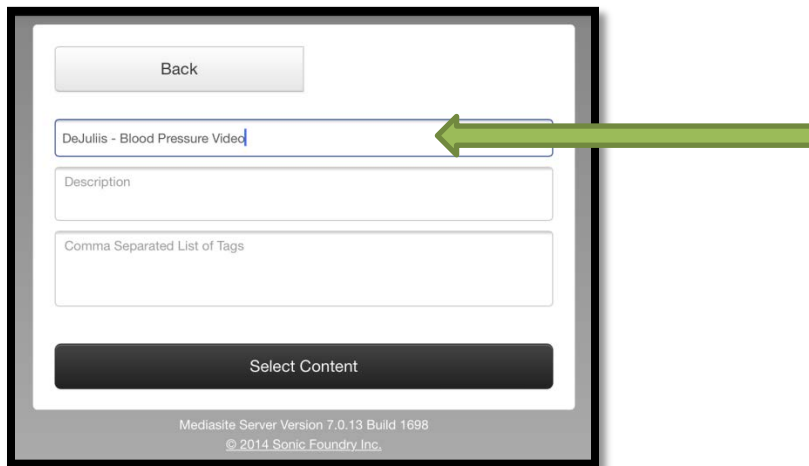 Back
DeJuliis - Blood Pressure Video
Description
Comma Separated List of Tags
Select Content
Mediasite Server Version 7.0.13 Build 1698
© 2014 Sonic Foundry Inc.